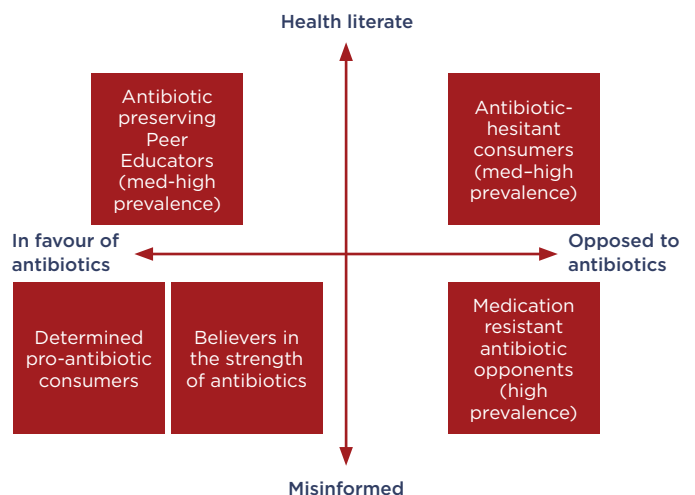 Health literate
Antibiotic
preserving
Peer
Educators
(med-high
prevalence)
Antibiotic-
hesitant
consumers
(med–high
prevalence)
In favour of
antibiotics
Opposed to
antibiotics
Determined
pro-antibiotic
consumers
Believers in
the strength
of antibiotics
Medication
resistant
antibiotic
opponents
(high
prevalence)
Misinformed